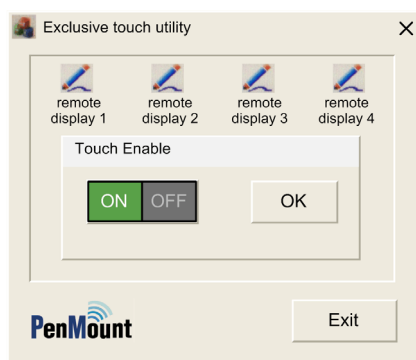 Exclusive touch utility
remote remote remote remote
display 1 display 2 display 3 display 4
Touch Enable
ON OFF OK
PenMount
Exit